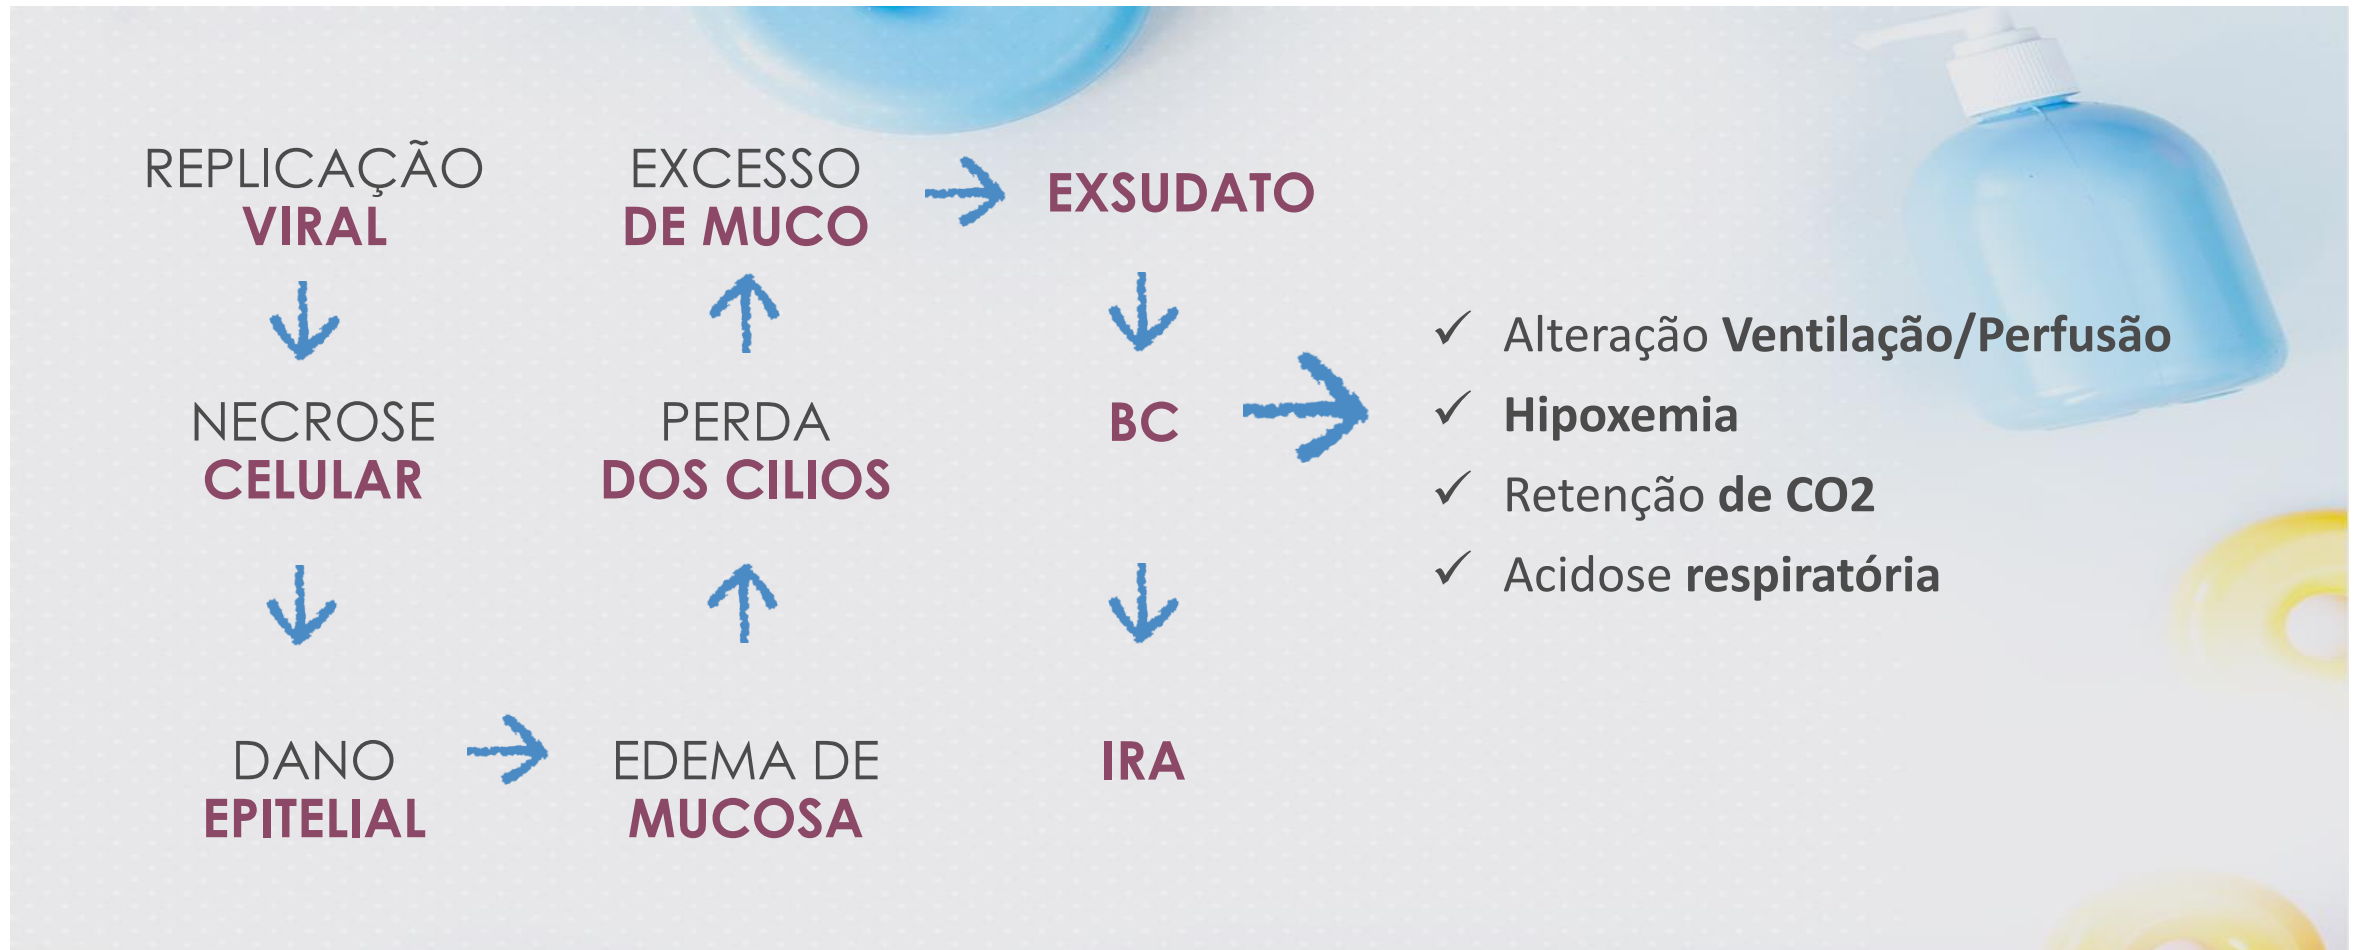 REPLICAÇÃO
VIRAL
NECROSE
CELULAR
DANO
EPITELIAL
EDEMA DE
MUCOSA
PERDA
DOS CILIOS
EXCESSO
DE MUCO
EXSUDATO
BC
IRA
✓ Alteração Ventilação/Perfusão
✓ Hipoxemia
✓ Retenção de CO2
✓ Acidose respiratória